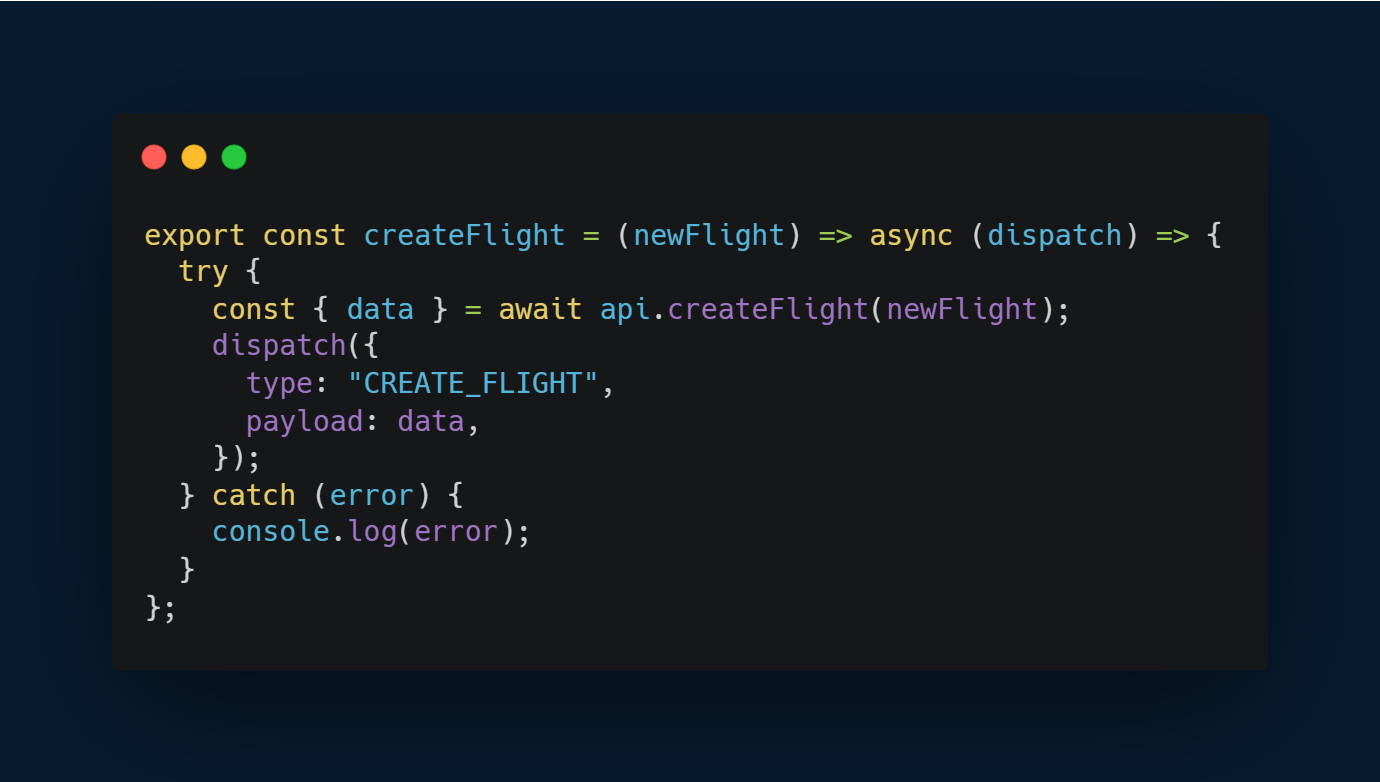 export const createFlight = (newFlight) => async (dispatch) => {
  try {
    const { data } = await api.createFlight(newFlight);
    dispatch({
      type: "CREATE_FLIGHT",
      payload: data,
    });
  } catch (error) {
    console.log(error);
  }
};